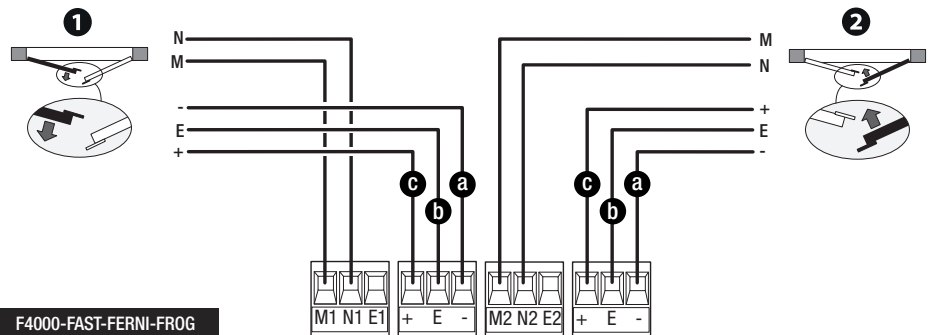 1
2
N
M
-
E
+
M
N
+
E
-
c
b
a
c
b
a
M1 N1 E1
+ E -
M2 N2 E2
+ E -
F4000-FAST-FERNI-FROG